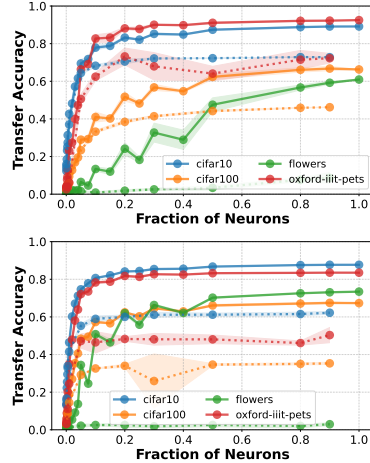 1.0
0.8
0.6
0.4
0.2
0.0
Transfer Accuracy
cifar10
cifar100
flowers
oxford-iiit-pets
0.0 0.2 0.4 0.6 0.8 1.0
Fraction of Neurons
1.0
0.8
0.6
0.4
0.2
0.0
Transfer Accuracy
cifar10
cifar100
flowers
oxford-iiit-pets
0.0 0.2 0.4 0.6 0.8 1.0
Fraction of Neurons